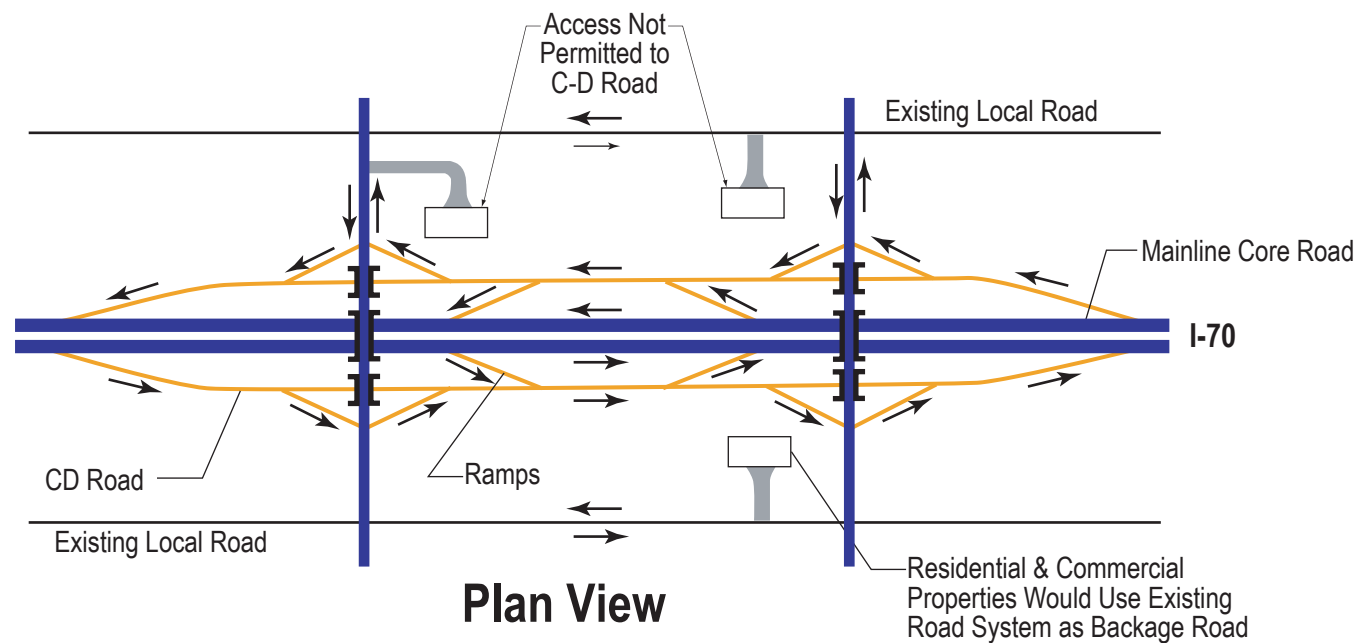 Access Not
Permitted to
C-D Road
Existing Local Road
Mainline Core Road
I-70
CD Road
Ramps
Existing Local Road
Plan View
Residential & Commercial
Properties Would Use Existing
Road System as Backage Road